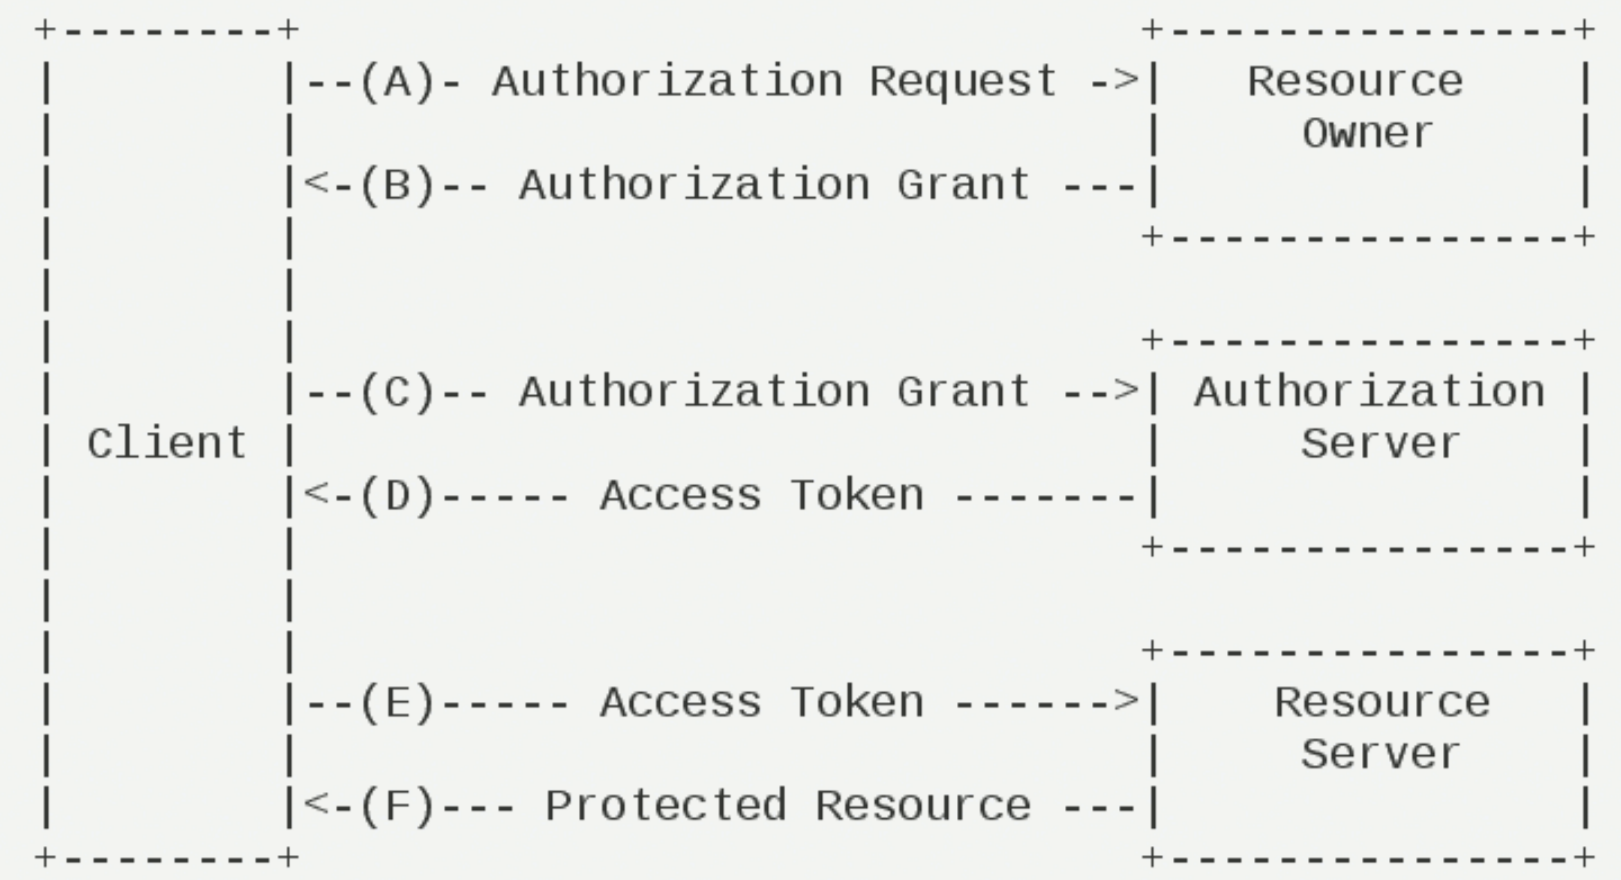 +--------+                               +---------------+
|        |--(A)- Authorization Request ->|   Resource    |
|        |                               |     Owner     |
|        |<-(B)-- Authorization Grant ---|               |
|        |                               +---------------+
|        |
|        |                               +---------------+
|        |--(C)-- Authorization Grant -->| Authorization |
| Client |                               |     Server    |
|        |<-(D)----- Access Token -------|               |
|        |                               +---------------+
|        |
|        |                               +---------------+
|        |--(E)----- Access Token ------>|    Resource   |
|        |                               |     Server    |
|        |<-(F)--- Protected Resource ---|               |
+--------+                               +---------------+